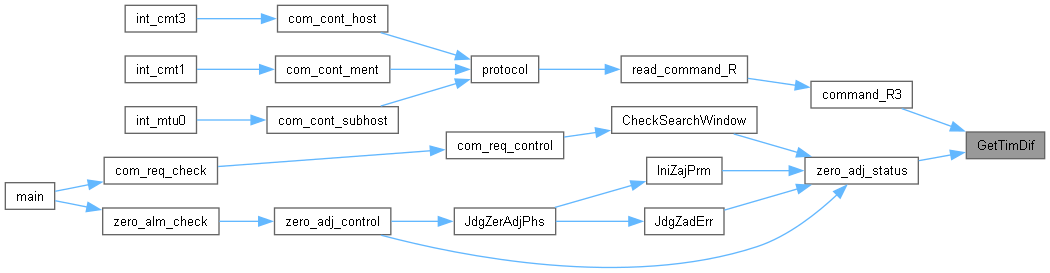 int_cmt3
com_cont_host
int_cmt1
com_cont_ment
protocol
read_command_R
command_R3
int_mtu0
com_cont_subhost
CheckSearchWindow
com_req_control
GetTimDif
com_req_check
IniZajPrm
zero_adj_status
main
zero_alm_check
zero_adj_control
JdgZerAdjPhs
JdgZadErr